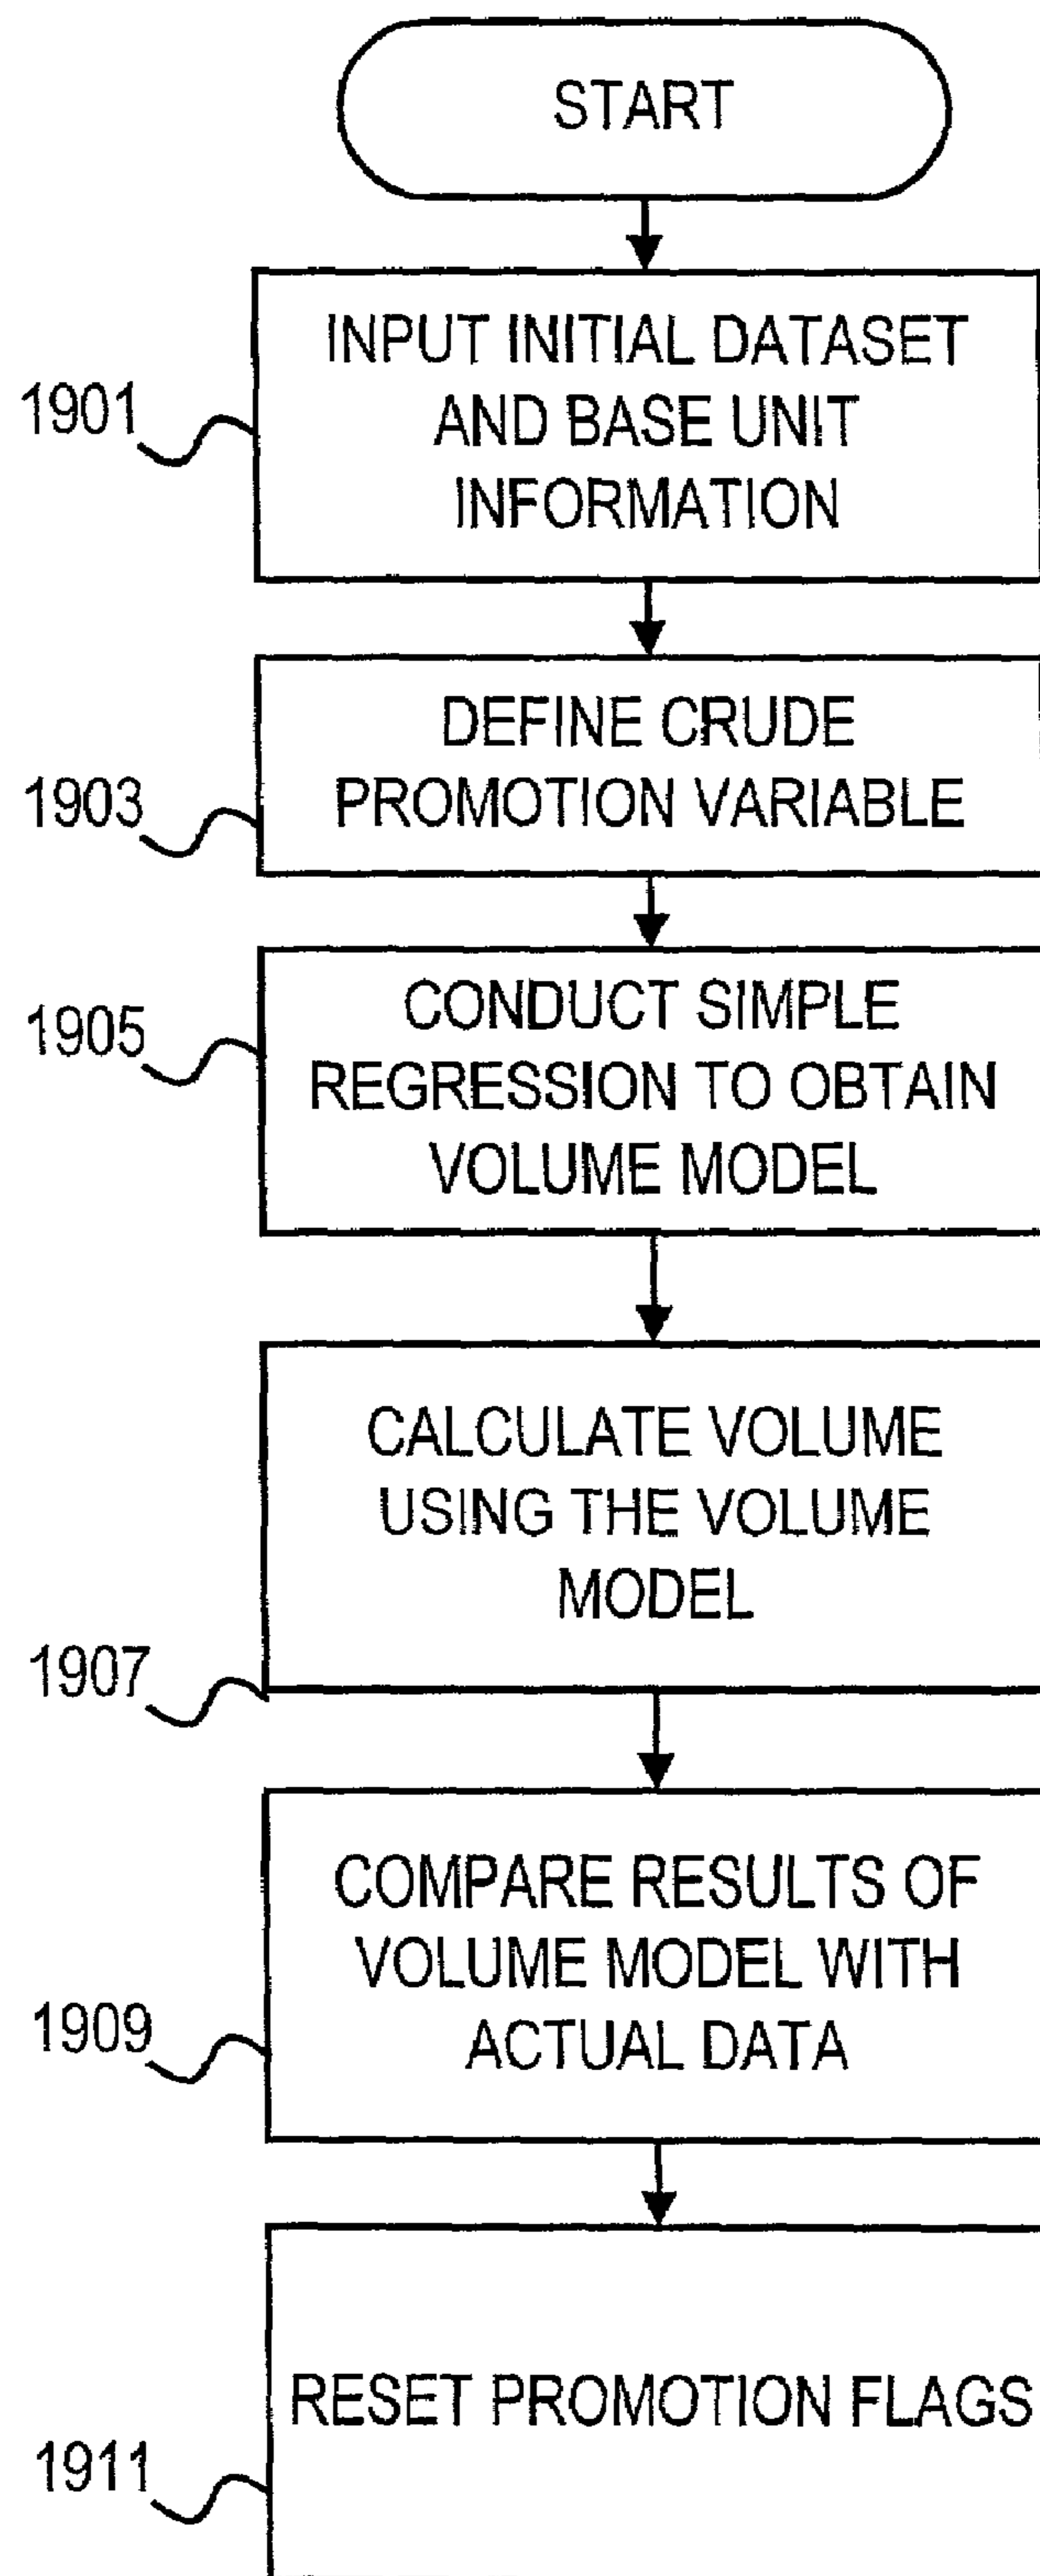 START
INPUT INITIAL DATASET
AND BASE UNIT
INFORMATION
1901
DEFINE CRUDE
PROMOTION VARIABLE
1903
CONDUCT SIMPLE
REGRESSION TO OBTAIN
VOLUME MODEL
1905
CALCULATE VOLUME
USING THE VOLUME
MODEL
1907
COMPARE RESULTS OF
VOLUME MODEL WITH
ACTUAL DATA
1909
RESET PROMOTION FLAGS
1911